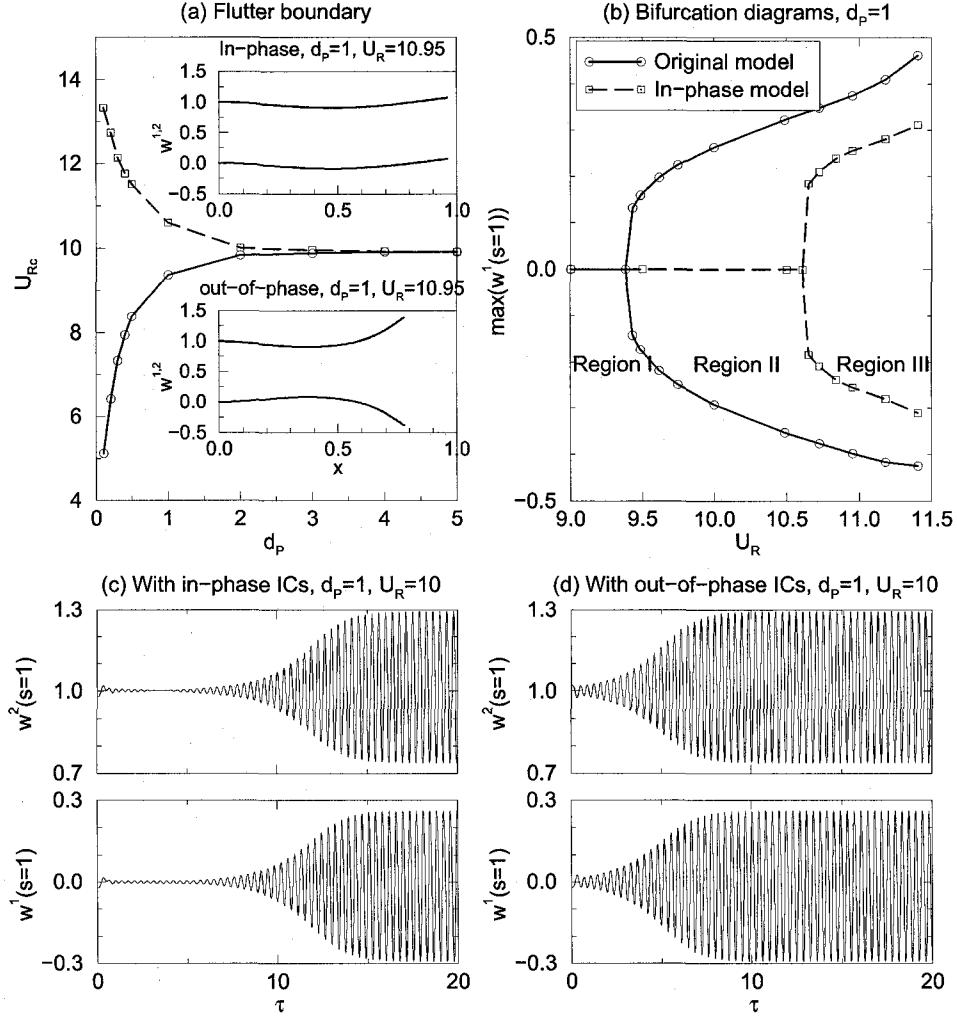 (a) Flutter boundary
(b) Bifurcation diagrams, d_P=1
In−phase, d_P=1, U_R=10.95
1.5
1.0
0.5
0.0
−0.5
w^1,2
0.0
0.5
1.0
out−of−phase, d_P=1, U_R=10.95
1.5
1.0
0.5
0.0
−0.5
w^1,2
0.0
0.5
1.0
x
14
12
10
8
6
4
U_Rc
0
1
2
3
4
5
d_P
Original model
In−phase model
0.5
0.0
−0.5
max(w^1(s=1))
Region I
Region II
Region III
9.0
9.5
10.0
10.5
11.0
11.5
U_R
(c) With in−phase ICs, d_P=1, U_R=10
1.3
1.0
0.7
w^2(s=1)
0.3
0.0
−0.3
w^1(s=1)
0
10
20
τ
(d) With out−of−phase ICs, d_P=1, U_R=10
1.3
1.0
0.7
w^2(s=1)
0.3
0.0
−0.3
w^1(s=1)
0
10
20
τ